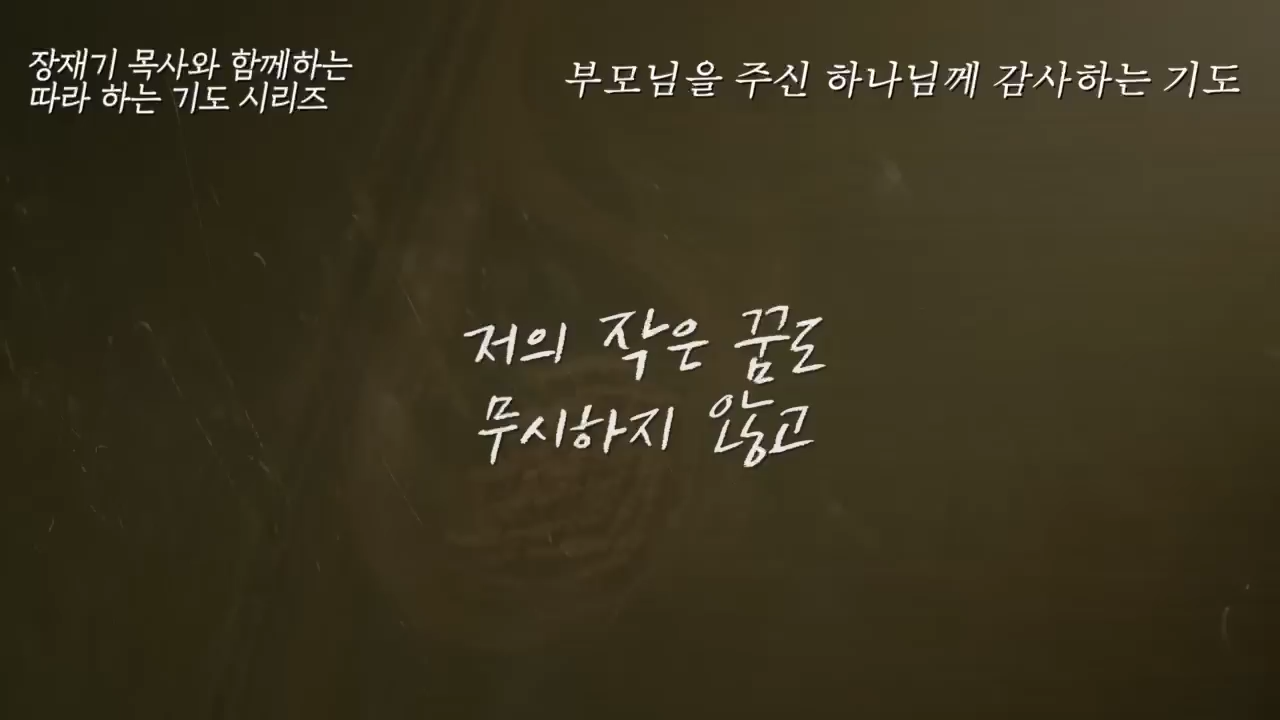 장재기 목사와 함께하는
따라 하는 기도 시리즈
부모님을 주신 하나님께 감사하는 기도
저의 작은 꿈도
무시하지 않고